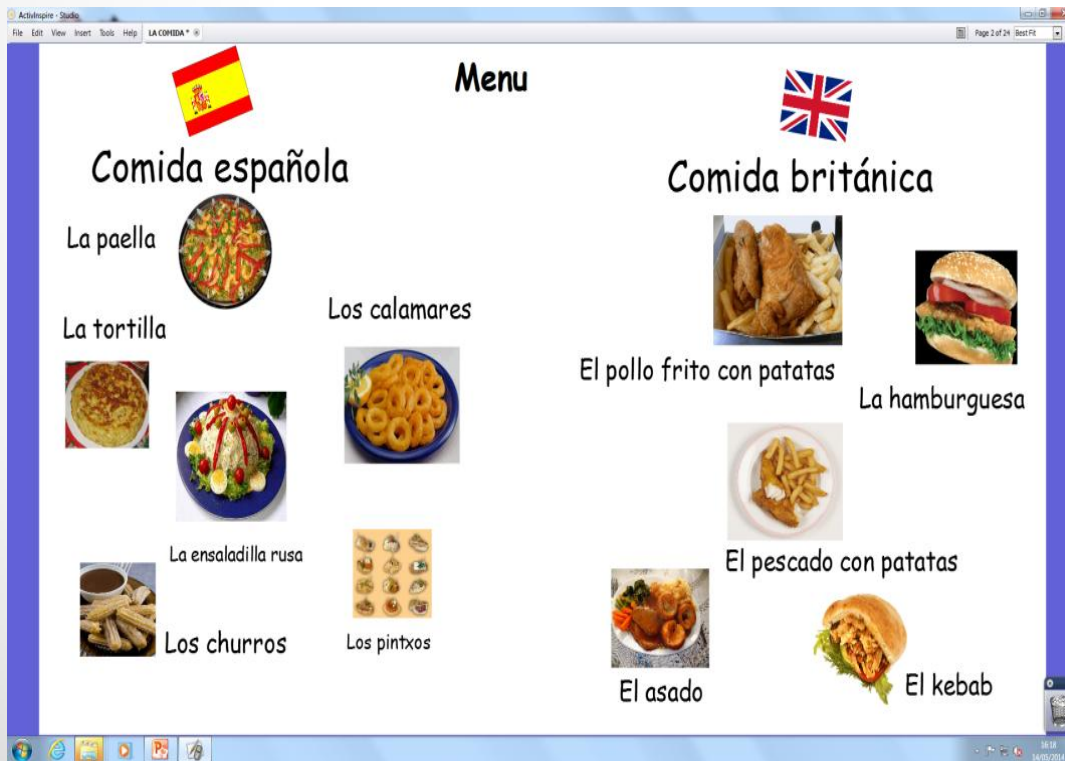 ActivInspire - Studio
File Edit View Insert Tools Help LA COMIDA *
Page 2 of 24 Best Fit
Menu
Comida española
La paella
La tortilla
Los calamares
La ensaladilla rusa
Los churros
Los pintxos
Comida británica
El pollo frito con patatas
La hamburguesa
El pescado con patatas
El asado
El kebab
16:18
14/05/2014